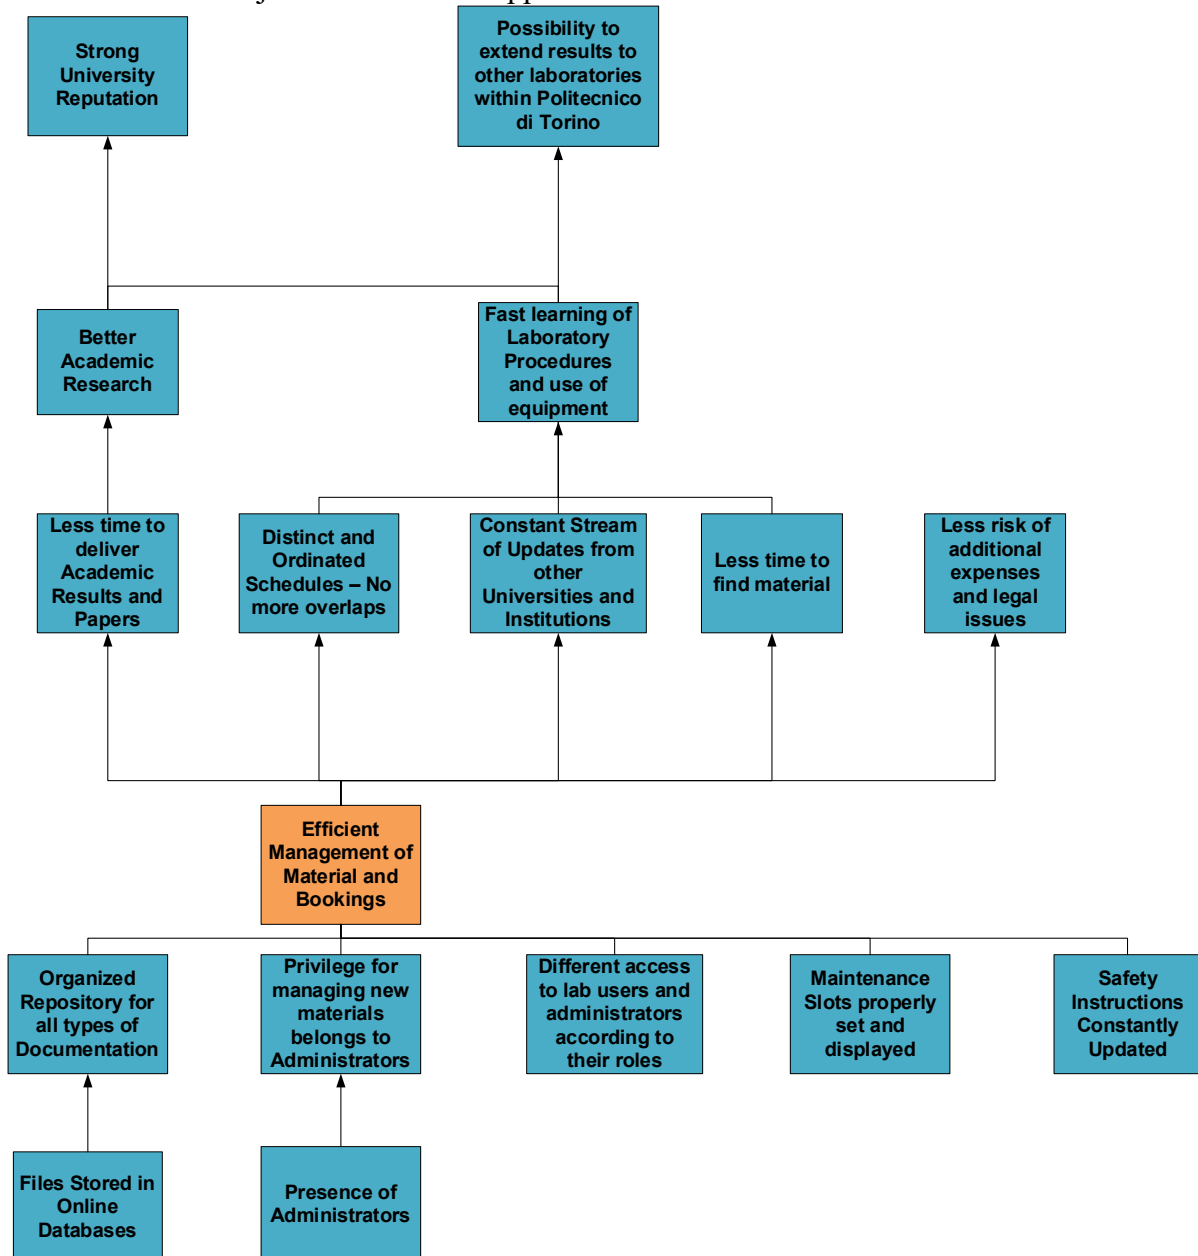 Strong
University
Reputation
Possibility to
extend results to
other laboratories
within Politecnico
di Torino
Better
Academic
Research
Fast learning of
Laboratory
Procedures
and use of
equipment
Less time to
deliver
Academic
Results and
Papers
Distinct and
Ordinated
Schedules – No
more overlaps
Constant Stream
of Updates from
other
Universities and
Institutions
Less time to
find material
Less risk of
additional
expenses
and legal
issues
Efficient
Management of
Material and
Bookings
Organized
Repository for
all types of
Documentation
Privilege for
managing new
materials
belongs to
Administrators
Different access
to lab users and
administrators
according to
their roles
Maintenance
Slots properly
set and
displayed
Safety
Instructions
Constantly
Updated
Files Stored in
Online
Databases
Presence of
Administrators